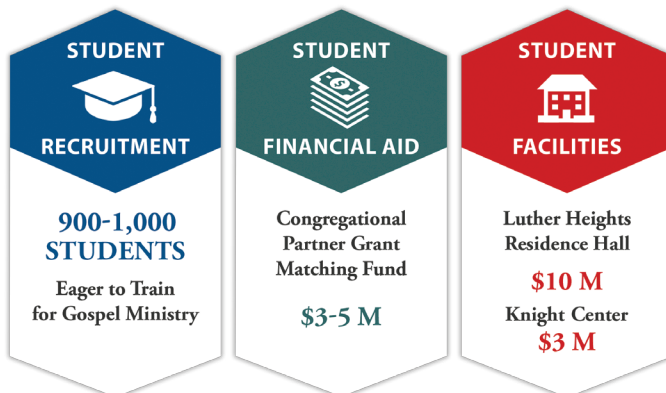 STUDENT
RECRUITMENT
900-1,000
STUDENTS
Eager to Train
for Gospel Ministry
STUDENT
$
FINANCIAL AID
Congregational
Partner Grant
Matching Fund
$3-5 M
STUDENT
FACILITIES
Luther Heights
Residence Hall
$10 M
Knight Center
$3 M